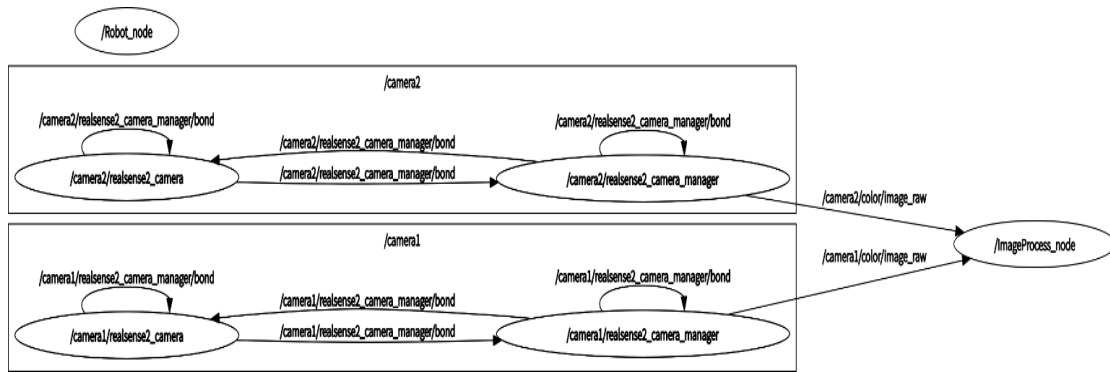 /Robot_node
/camera2
/camera2/realsense2_camera_manager/bond
/camera2/realsense2_camera_manager/bond
/camera2/realsense2_camera_manager/bond
/camera2/realsense2_camera_manager/bond
/camera2/realsense2_camera
/camera2/realsense2_camera_manager
/camera2/color/image_raw
/camera1
/ImageProcess_node
/camera1/color/image_raw
/camera1/realsense2_camera_manager/bond
/camera1/realsense2_camera_manager/bond
/camera1/realsense2_camera_manager/bond
/camera1/realsense2_camera_manager/bond
/camera1/realsense2_camera
/camera1/realsense2_camera_manager